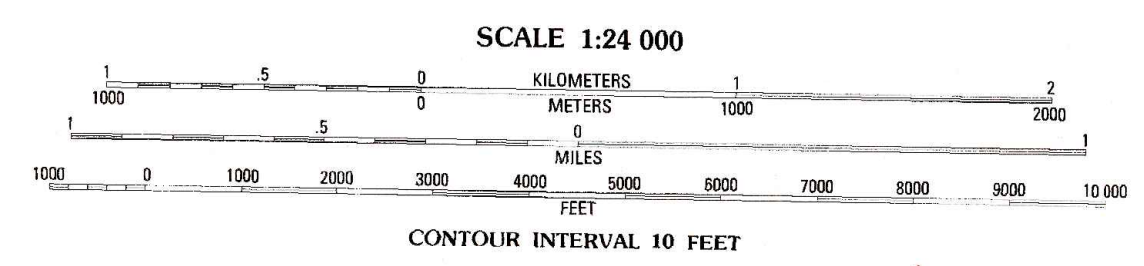 SCALE 1:24 000
1 .5 0 KILOMETERS 1 2
1000 0 METERS 1000 2000
1 .5 0 1
MILES
1000 0 1000 2000 3000 4000 5000 6000 7000 8000 9000 10 000
FEET
CONTOUR INTERVAL 10 FEET